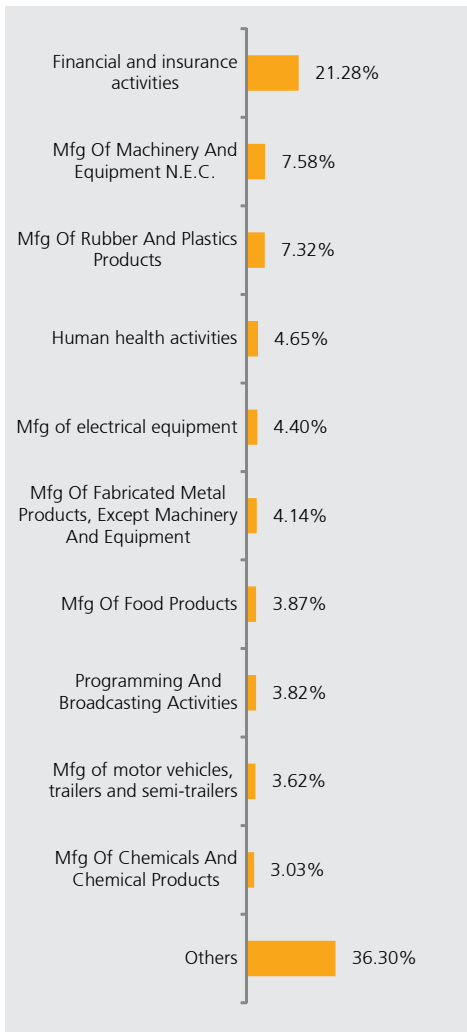 Financial and insurance
activities
21.28%
Mfg Of Machinery And
Equipment N.E.C.
7.58%
Mfg Of Rubber And Plastics
Products
7.32%
Human health activities
4.65%
Mfg of electrical equipment
4.40%
Mfg Of Fabricated Metal
Products, Except Machinery
And Equipment
4.14%
Mfg Of Food Products
3.87%
Programming And
Broadcasting Activities
3.82%
Mfg of motor vehicles,
trailers and semi-trailers
3.62%
Mfg Of Chemicals And
Chemical Products
3.03%
Others
36.30%